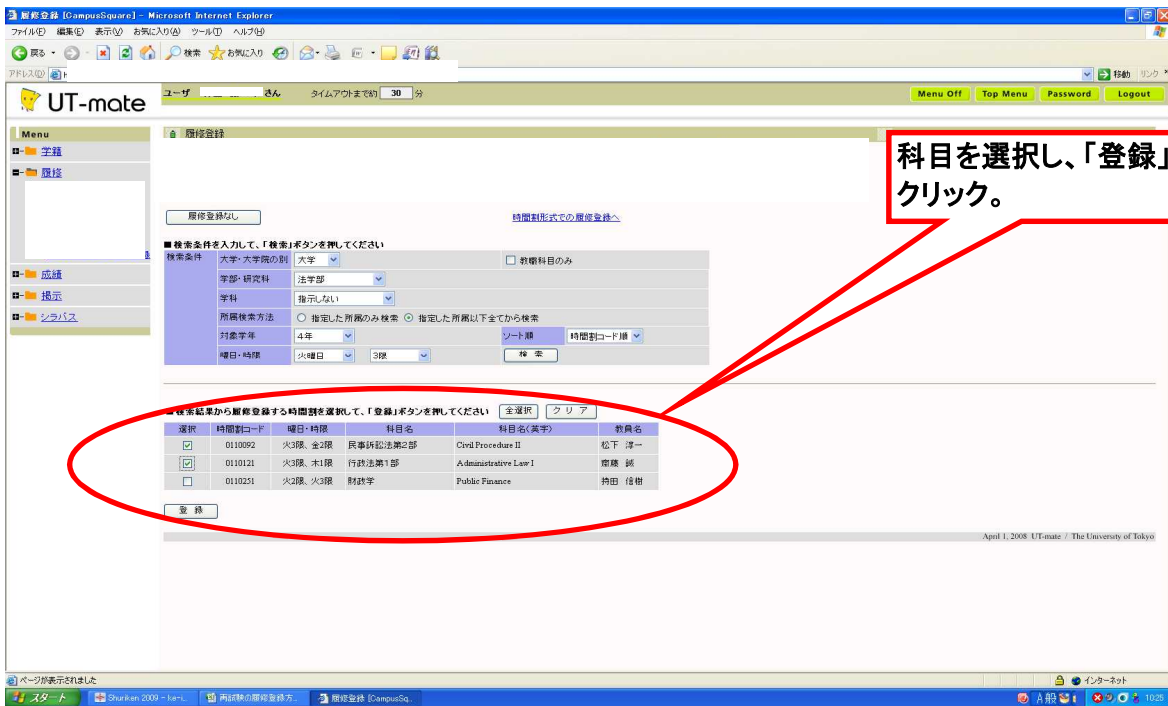 履修登録 [CampusSquare] - Microsoft Internet Explorer
ファイル(F) 編集(E) 表示(V) お気に入り(A) ツール(T) ヘルプ(H)
戻る 検索 お気に入り
アドレス(D) 移動 リンク
UT-mate
ユーザ さん タイムアウトまで約 30 分
Menu Off Top Menu Password Logout
Menu
学籍
履修
成績
掲示
シラバス
履修登録
科目を選択し、「登録」
クリック。
履修登録なし 時間割形式での履修登録へ
■検索条件を入力して、「検索」ボタンを押してください
検索条件 大学・大学院の別 大学 教職科目のみ
学部・研究科 法学部
学科 指示しない
所属検索方法 指定した所属のみ検索 指定した所属以下全てから検索
対象学年 4年 ソート順 時間割コード順
曜日・時限 火曜日 3限 検 索
■検索結果から履修登録する時間割を選択して、「登録」ボタンを押してください 全選択 クリア
選択 時間割コード 曜日・時限 科目名 科目名(英字) 教員名
0110092 火3限、金2限 民事訴訟法第2部 Civil Procedure II 松下 淳一
0110121 火3限、木1限 行政法第1部 Administrative Law I 齋藤 誠
0110251 火2限、火3限 財政学 Public Finance 持田 信樹
登 録
April 1, 2008 UT-mate / The University of Tokyo
ページが表示されました
インターネット
スタート Shuriken 2009 - ke-i... 再試験の履修登録方... 履修登録 [CampusSq...
A 般 10:25